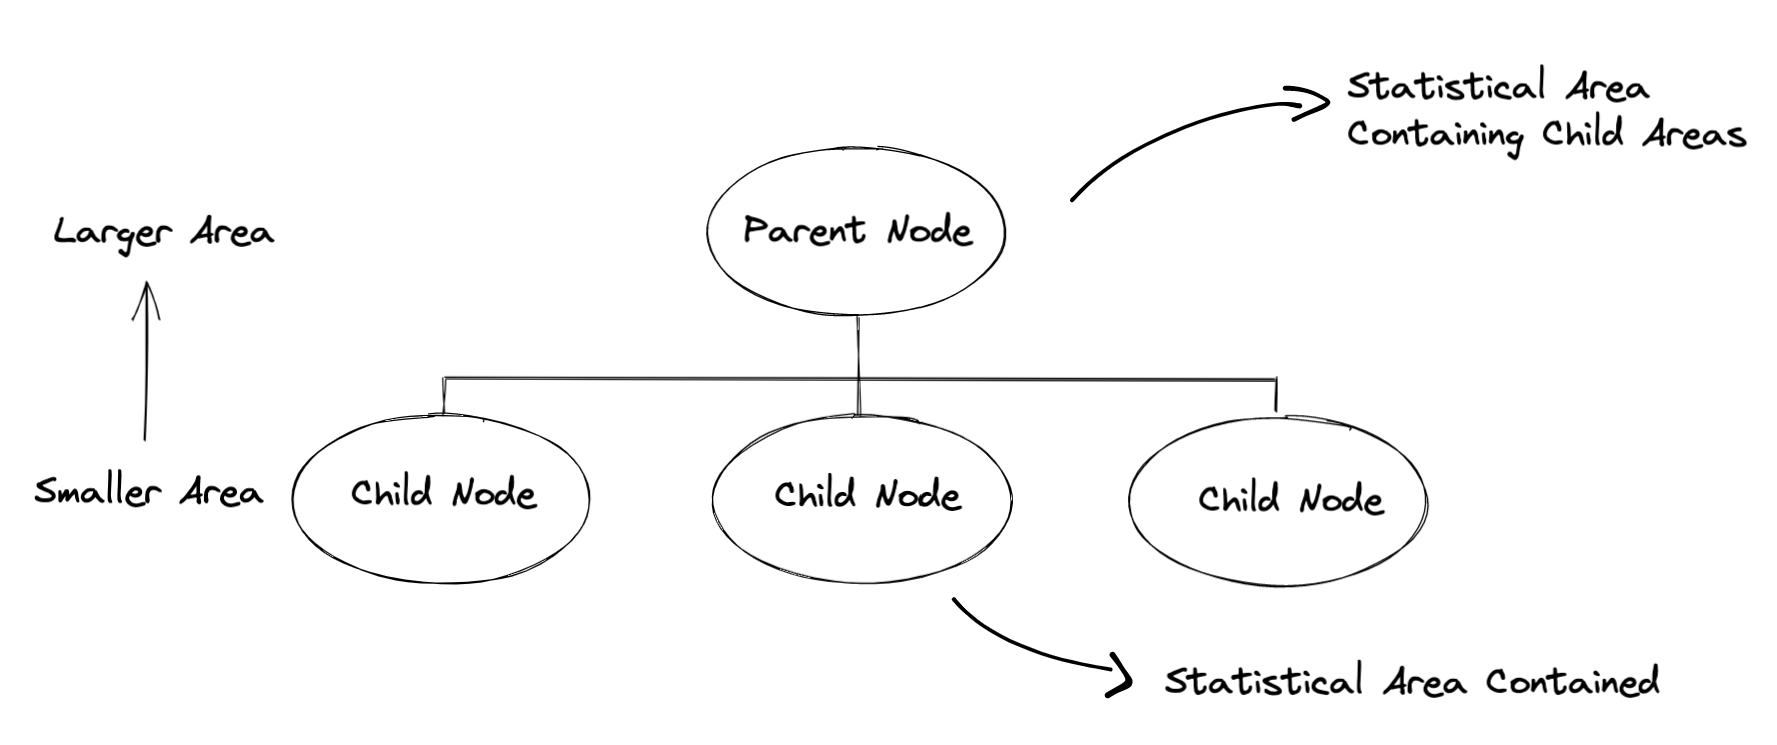 Statistical Area
Containing Child Areas
Larger Area
Parent Node
Smaller Area
Child Node
Child Node
Child Node
Statistical Area Contained